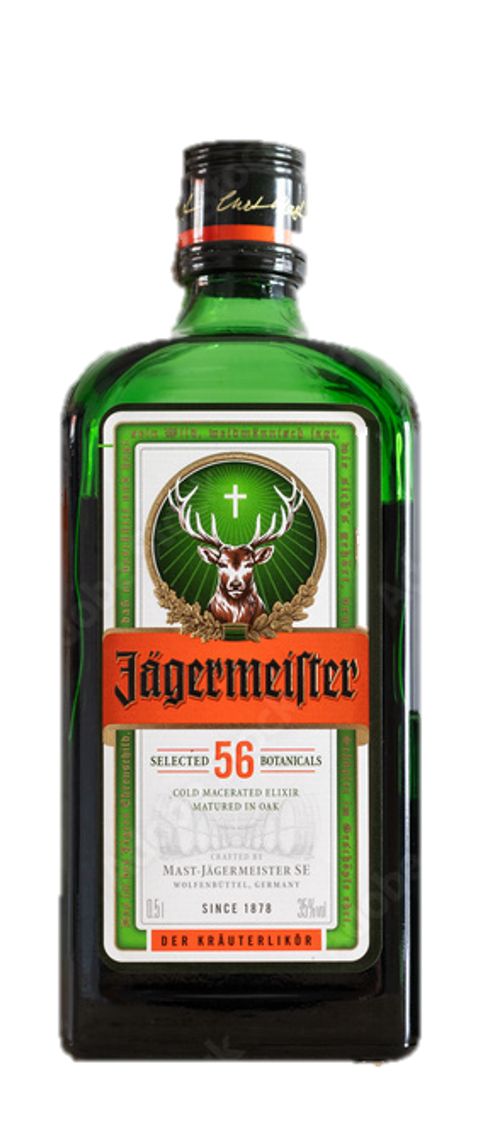 Jägermeiſter
SELECTED 56 BOTANICALS
COLD MACERATED ELIXIR
MATURED IN OAK
CRAFTED BY
MAST-JÄGERMEISTER SE
WOLFENBÜTTEL, GERMANY
0,5 l SINCE 1878 35%vol
DER KRÄUTERLIKÖR